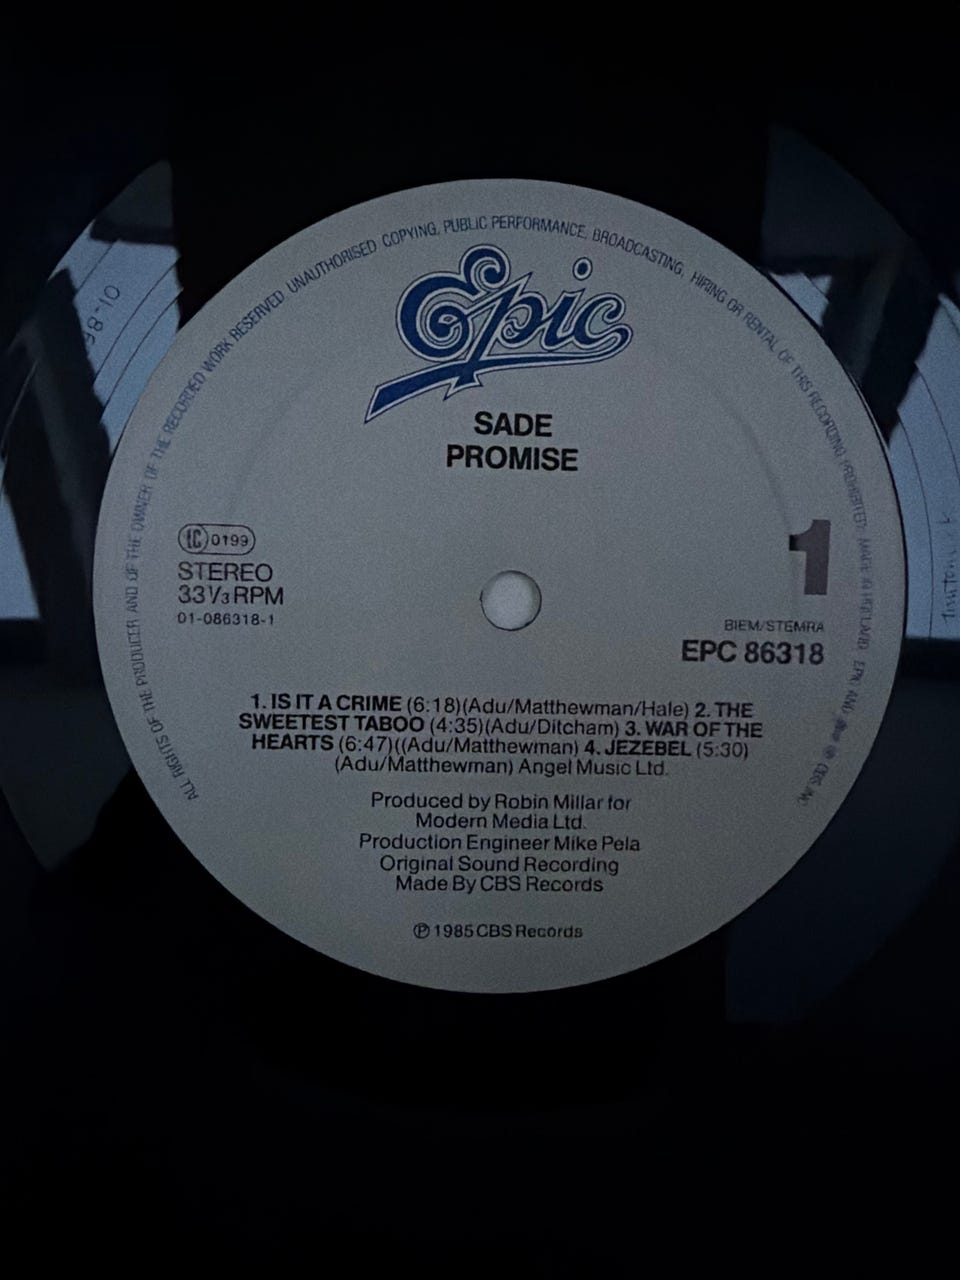 ALL RIGHTS OF THE PRODUCER AND OF THE OWNER OF THE RECORDED WORK RESERVED UNAUTHORISED COPYING, PUBLIC PERFORMANCE, BROADCASTING, HIRING OR RENTAL OF THIS RECORDING PROHIBITED. MADE IN HOLLAND. EPIC AND
Epic
SADE
PROMISE
LC 0199
STEREO
33⅓ RPM
01-086318-1
1
BIEM/STEMRA
EPC 86318
1. IS IT A CRIME (6:18)(Adu/Matthewman/Hale) 2. THE
SWEETEST TABOO (4:35)(Adu/Ditcham) 3. WAR OF THE
HEARTS (6:47)((Adu/Matthewman) 4. JEZEBEL (5:30)
(Adu/Matthewman) Angel Music Ltd.
Produced by Robin Millar for
Modern Media Ltd.
Production Engineer Mike Pela
Original Sound Recording
Made By CBS Records
℗ 1985 CBS Records